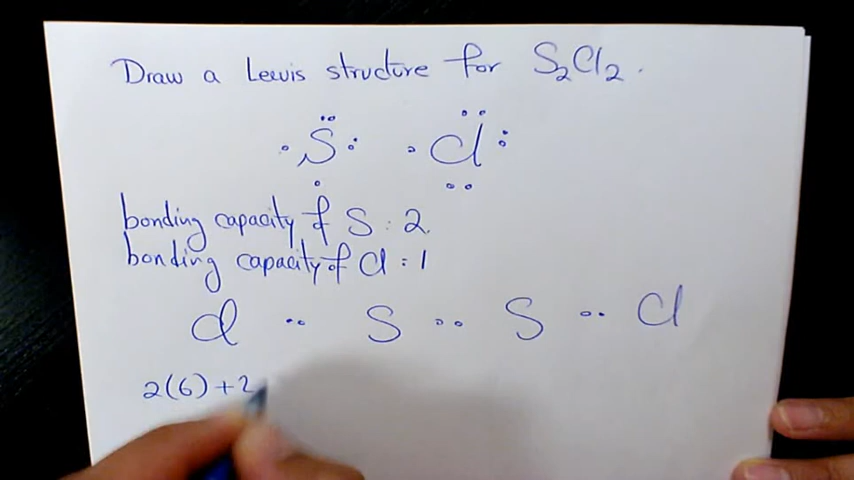 Draw a Lewis structure for S₂Cl₂.
S Cl
bonding capacity of S : 2.
bonding capacity of Cl : 1
Cl ·· S ·· S ·· Cl
2(6) + 2